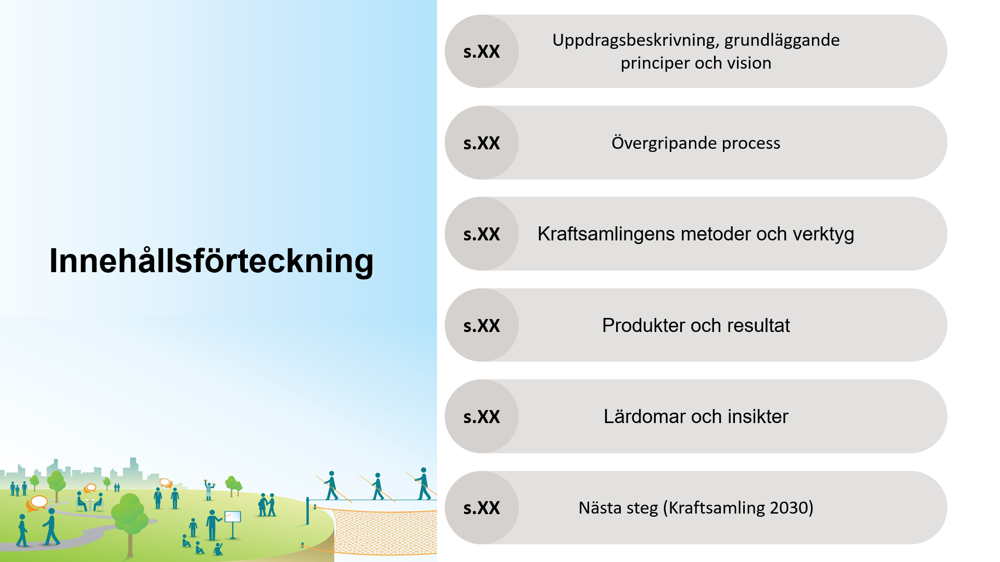 Innehållsförteckning
s.XX
Uppdragsbeskrivning, grundläggande
principer och vision
s.XX
Övergripande process
s.XX
Kraftsamlingens metoder och verktyg
s.XX
Produkter och resultat
s.XX
Lärdomar och insikter
s.XX
Nästa steg (Kraftsamling 2030)